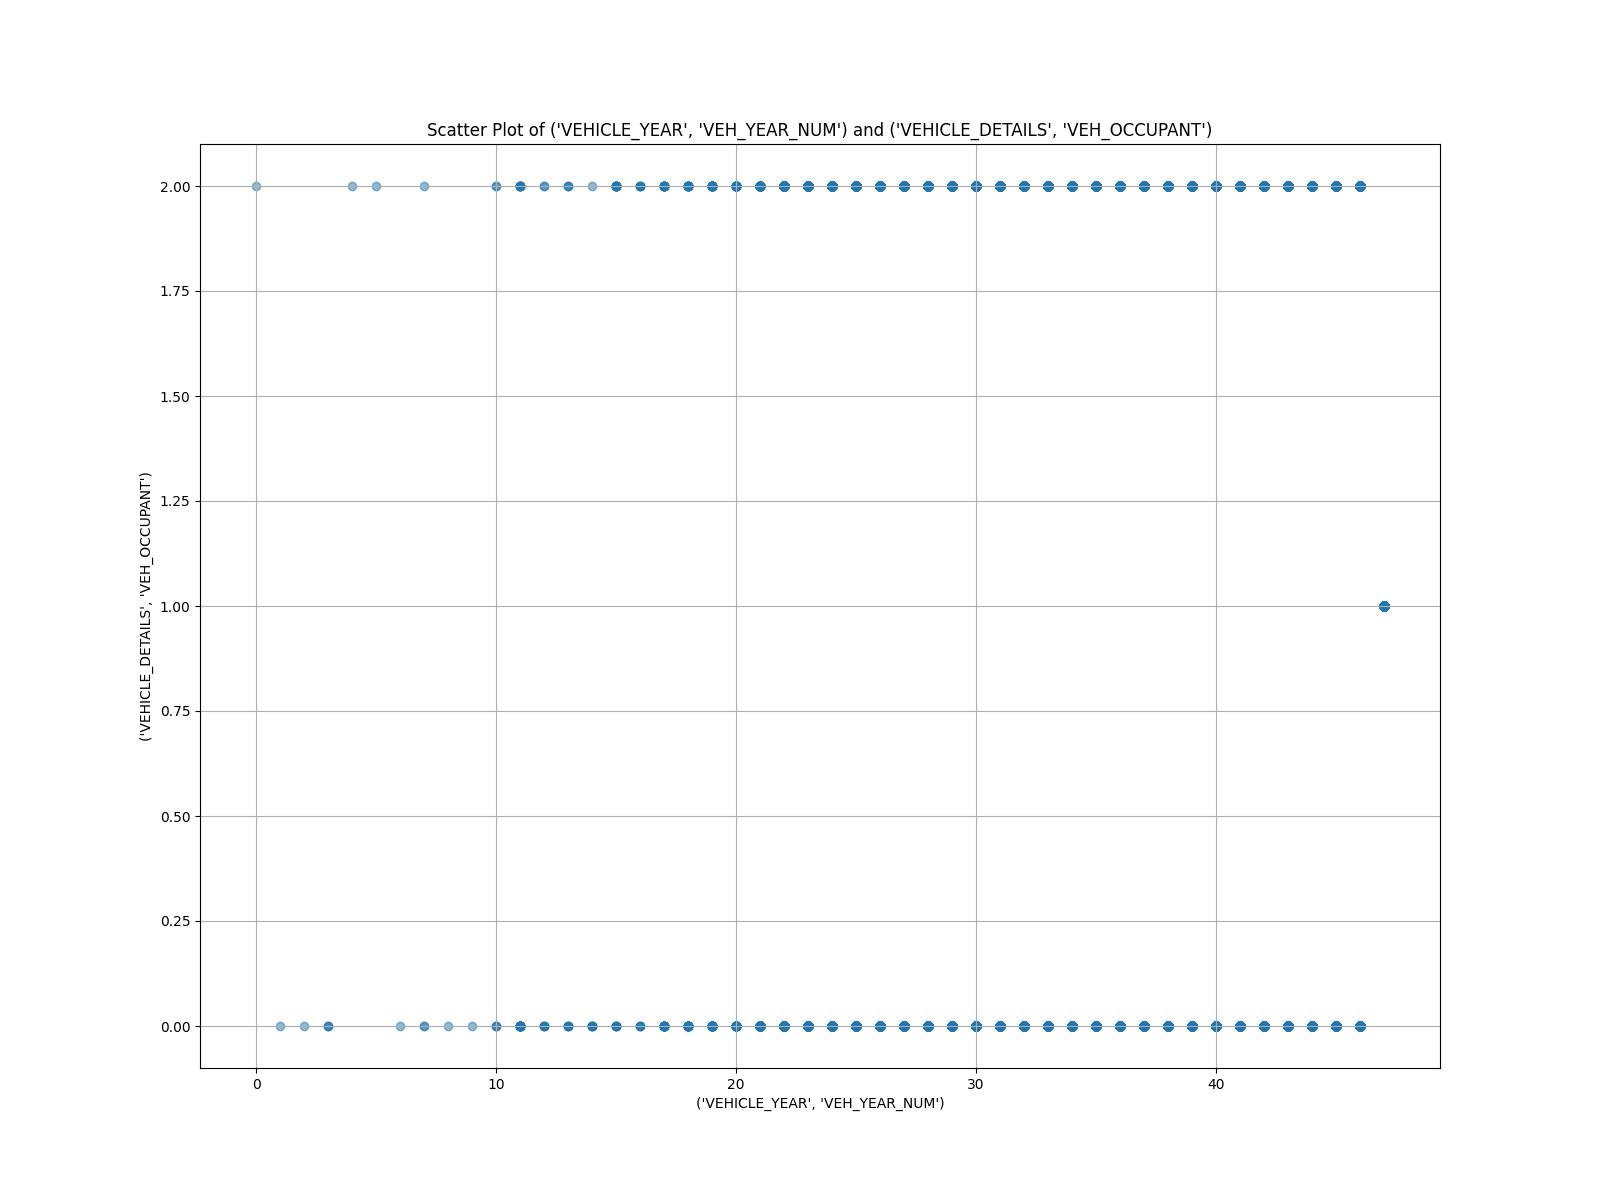 Scatter Plot of ('VEHICLE_YEAR', 'VEH_YEAR_NUM') and ('VEHICLE_DETAILS', 'VEH_OCCUPANT')
('VEHICLE_DETAILS', 'VEH_OCCUPANT')
2.00
1.75
1.50
1.25
1.00
0.75
0.50
0.25
0.00
0 10 20 30 40
('VEHICLE_YEAR', 'VEH_YEAR_NUM')